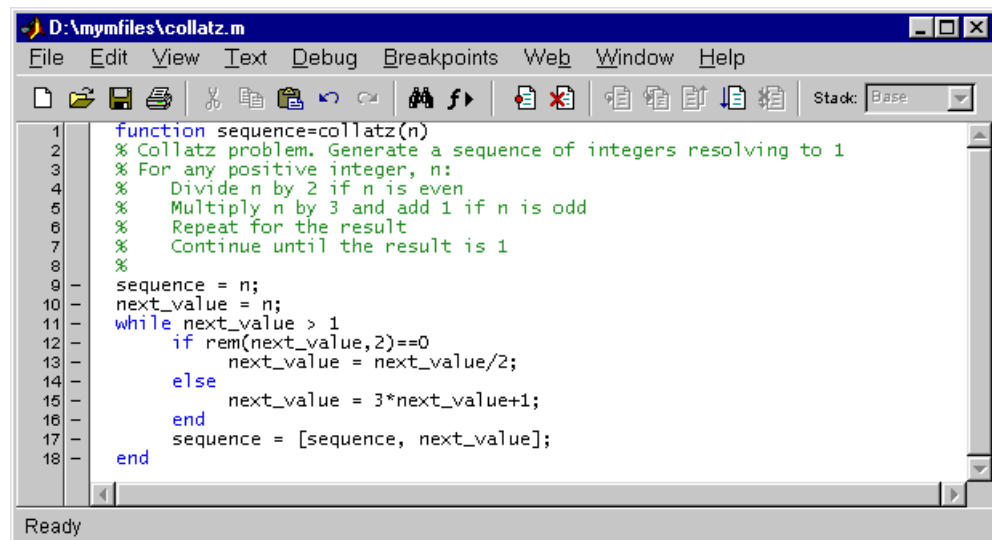 D:\mymfiles\collatz.m
File Edit View Text Debug Breakpoints Web Window Help
Stack: Base
1 function sequence=collatz(n)
2 % Collatz problem. Generate a sequence of integers resolving to 1
3 % For any positive integer, n:
4 %    Divide n by 2 if n is even
5 %    Multiply n by 3 and add 1 if n is odd
6 %    Repeat for the result
7 %    Continue until the result is 1
8 %
9 – sequence = n;
10 – next_value = n;
11 – while next_value > 1
12 –      if rem(next_value,2)==0
13 –           next_value = next_value/2;
14 –      else
15 –           next_value = 3*next_value+1;
16 –      end
17 –      sequence = [sequence, next_value];
18 – end
Ready